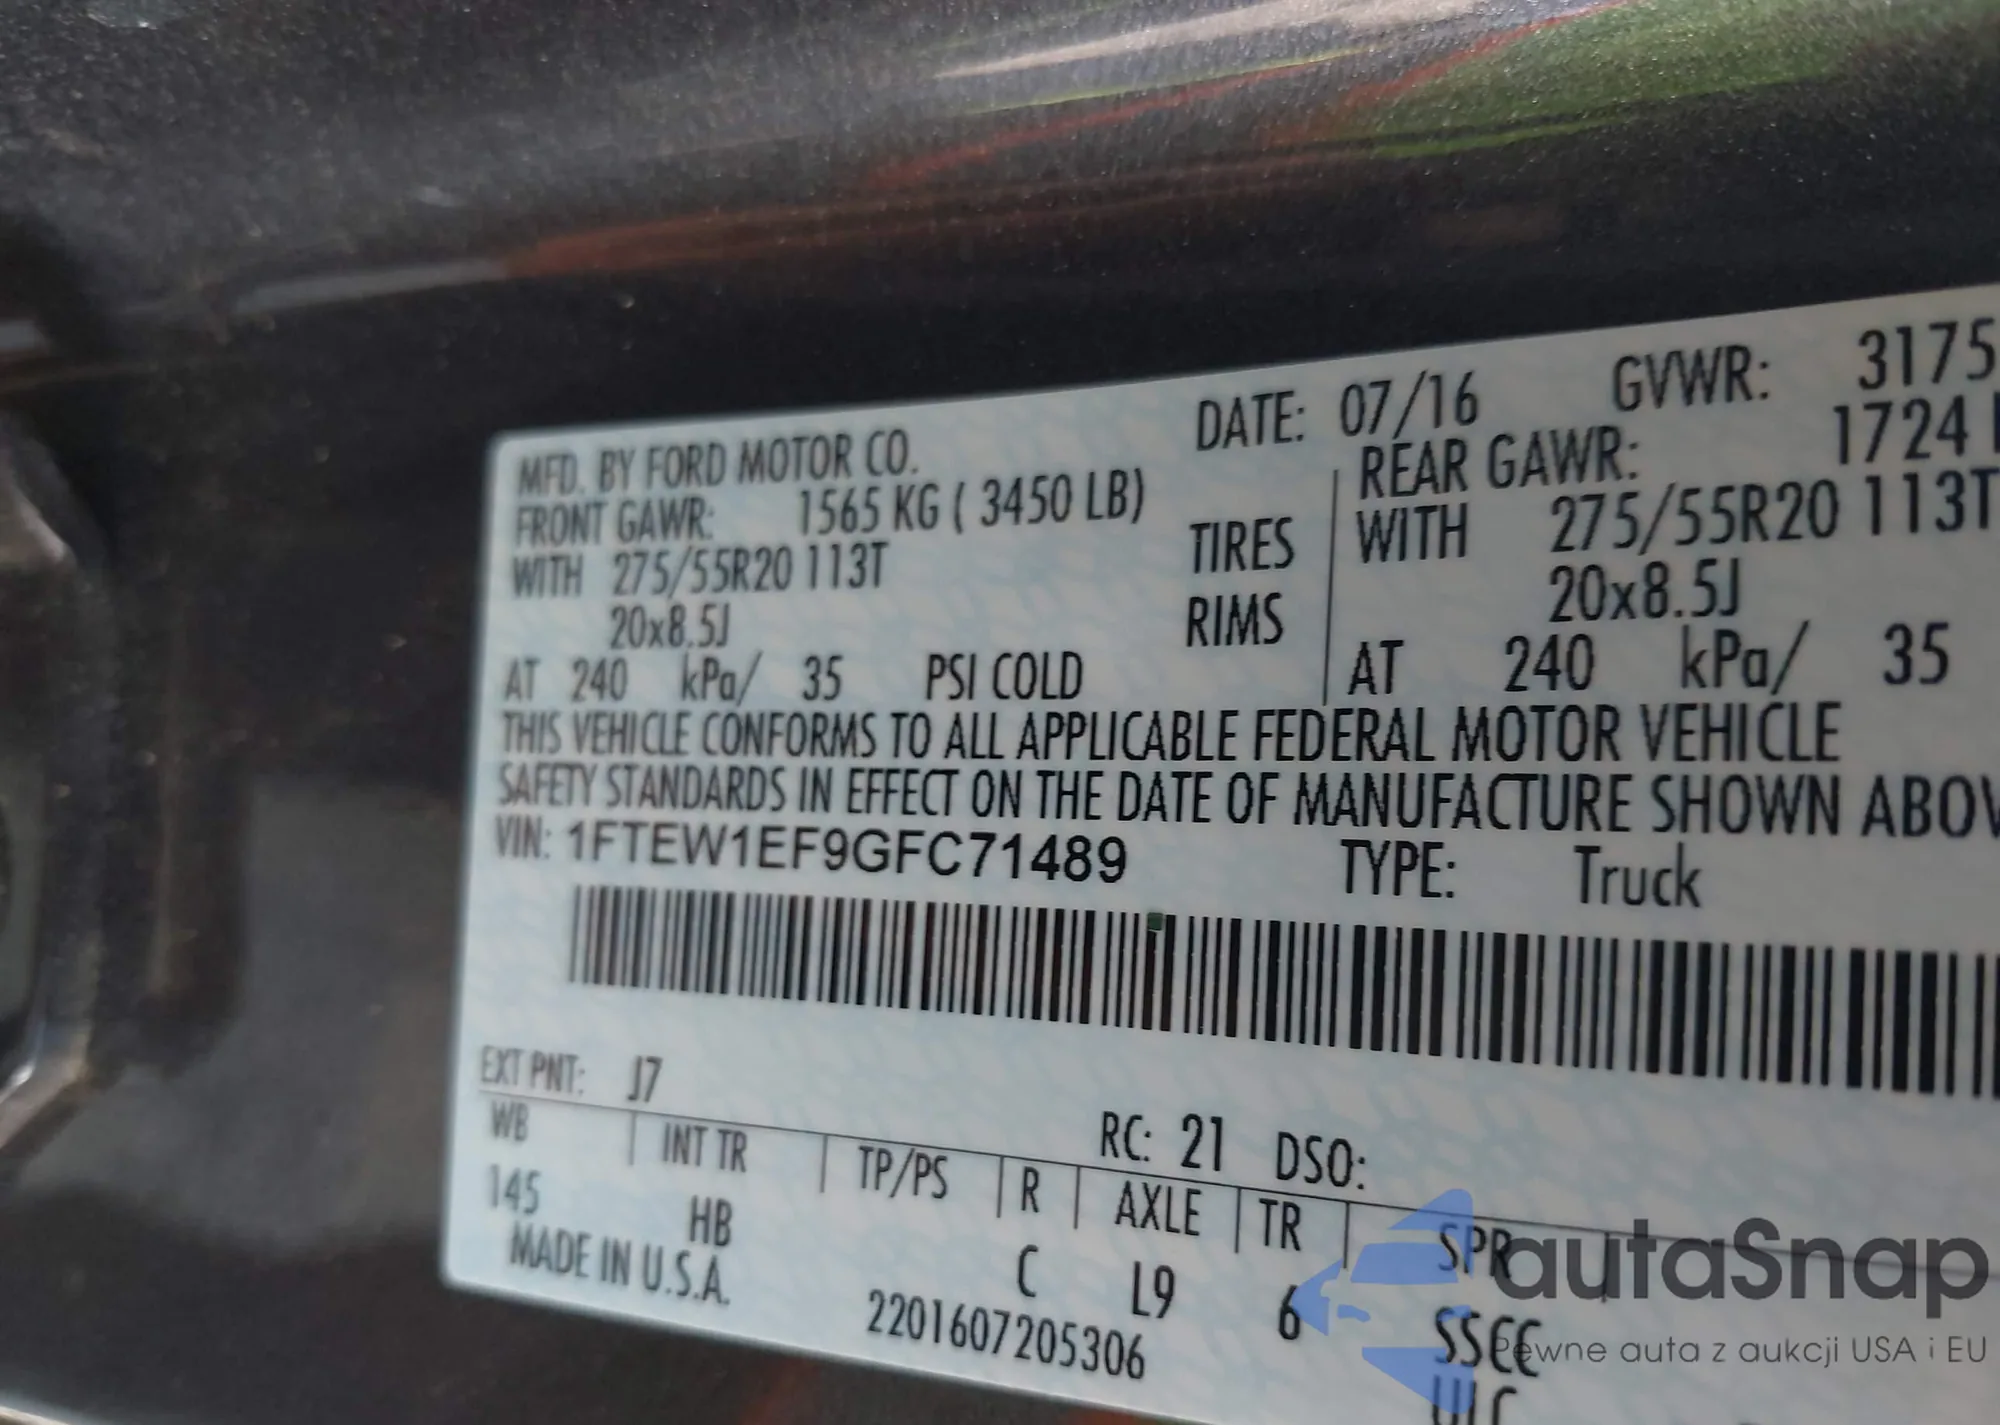 MFD. BY FORD MOTOR CO. DATE: 07/16 GVWR: 3175
FRONT GAWR: 1565 KG ( 3450 LB) REAR GAWR: 1724
WITH 275/55R20 113T TIRES WITH 275/55R20 113T
20x8.5J RIMS 20x8.5J
AT 240 kPa/ 35 PSI COLD AT 240 kPa/ 35
THIS VEHICLE CONFORMS TO ALL APPLICABLE FEDERAL MOTOR VEHICLE
SAFETY STANDARDS IN EFFECT ON THE DATE OF MANUFACTURE SHOWN ABOV
VIN: 1FTEW1EF9GFC71489 TYPE: Truck
EXT PNT: J7 RC: 21 DSO:
WB INT TR TP/PS R AXLE TR SPR
145 HB C L9 6 SSCC
MADE IN U.S.A. 2201607205306
autaSnap
Pewne auta z aukcji USA i EU